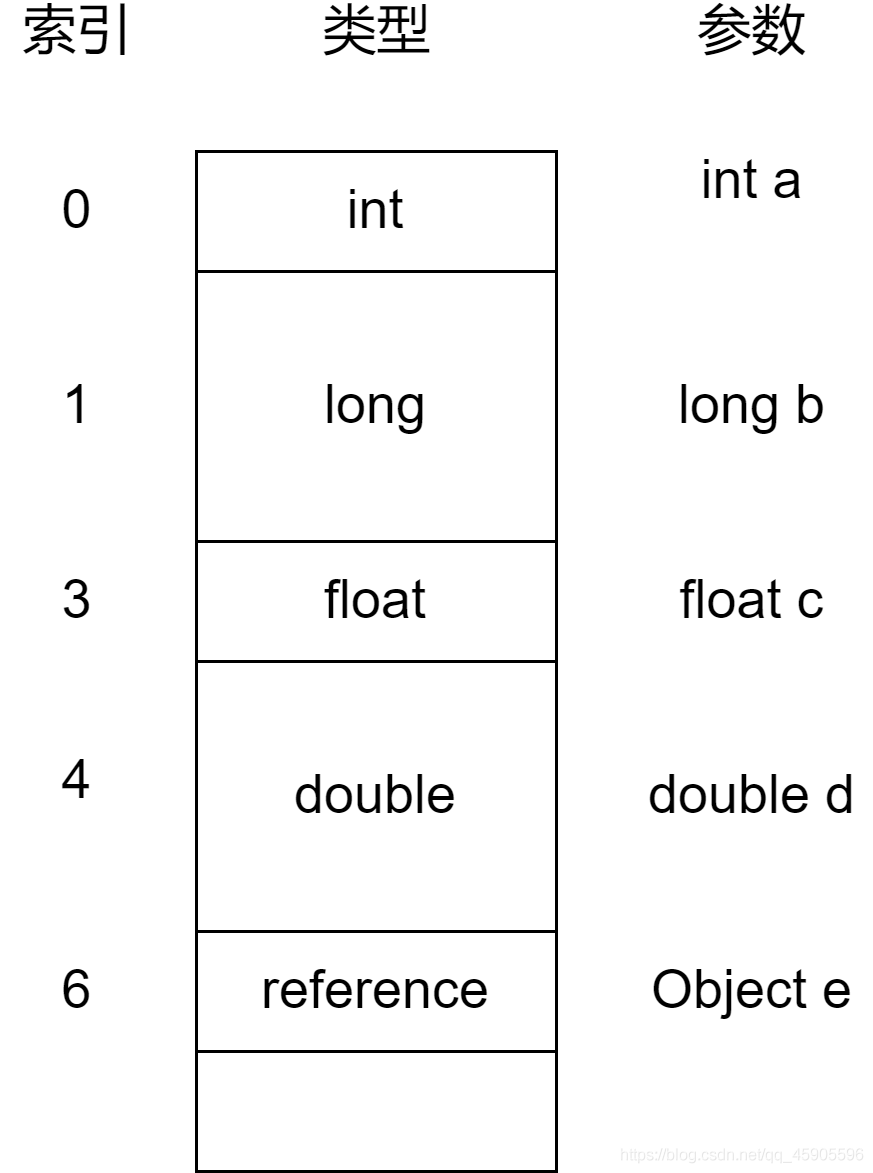 索引 类型 参数
0 int int a
1 long long b
3 float float c
4 double double d
6 reference Object e
https://blog.csdn.net/qq_45905596